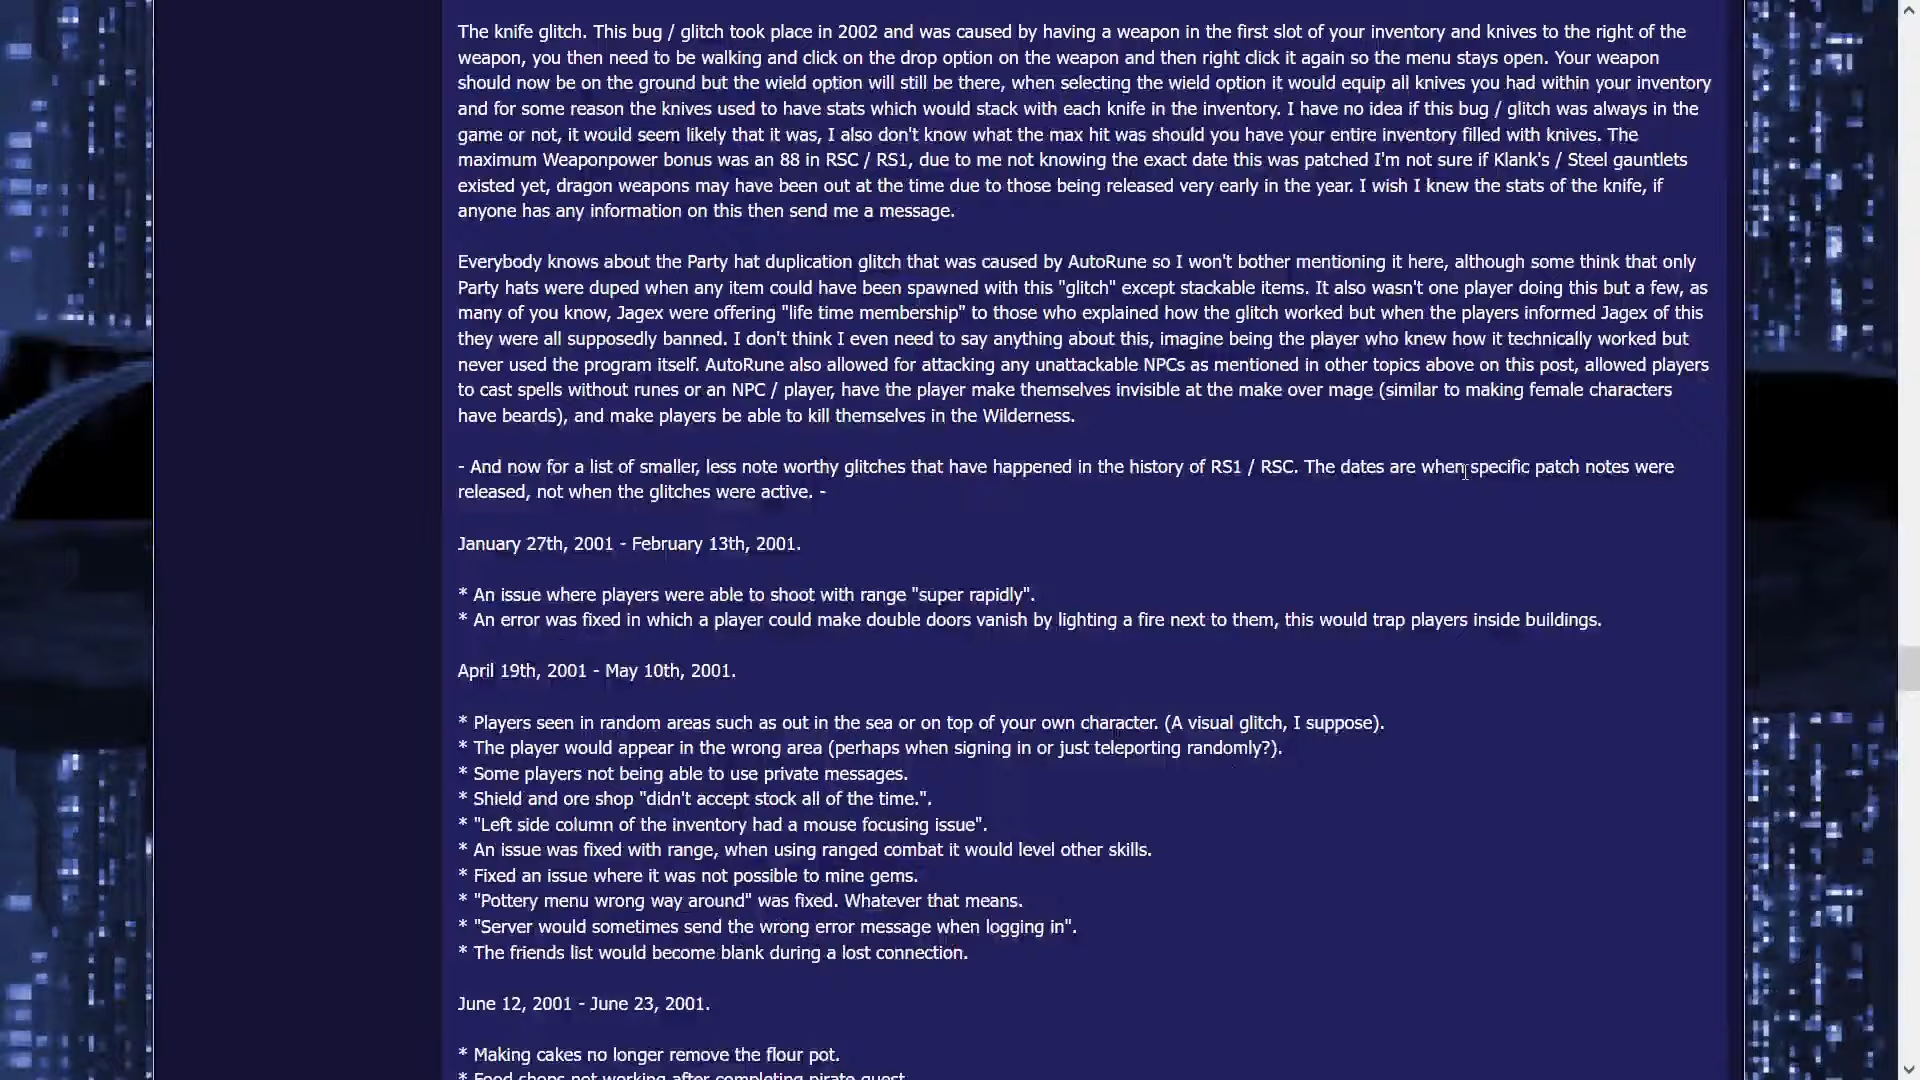 The knife glitch. This bug / glitch took place in 2002 and was caused by having a weapon in the first slot of your inventory and knives to the right of the
weapon, you then need to be walking and click on the drop option on the weapon and then right click it again so the menu stays open. Your weapon
should now be on the ground but the wield option will still be there, when selecting the wield option it would equip all knives you had within your inventory
and for some reason the knives used to have stats which would stack with each knife in the inventory. I have no idea if this bug / glitch was always in the
game or not, it would seem likely that it was, I also don't know what the max hit was should you have your entire inventory filled with knives. The
maximum Weaponpower bonus was an 88 in RSC / RS1, due to me not knowing the exact date this was patched I'm not sure if Klank's / Steel gauntlets
existed yet, dragon weapons may have been out at the time due to those being released very early in the year. I wish I knew the stats of the knife, if
anyone has any information on this then send me a message.
Everybody knows about the Party hat duplication glitch that was caused by AutoRune so I won't bother mentioning it here, although some think that only
Party hats were duped when any item could have been spawned with this "glitch" except stackable items. It also wasn't one player doing this but a few, as
many of you know, Jagex were offering "life time membership" to those who explained how the glitch worked but when the players informed Jagex of this
they were all supposedly banned. I don't think I even need to say anything about this, imagine being the player who knew how it technically worked but
never used the program itself. AutoRune also allowed for attacking any unattackable NPCs as mentioned in other topics above on this post, allowed players
to cast spells without runes or an NPC / player, have the player make themselves invisible at the make over mage (similar to making female characters
have beards), and make players be able to kill themselves in the Wilderness.
- And now for a list of smaller, less note worthy glitches that have happened in the history of RS1 / RSC. The dates are when specific patch notes were
released, not when the glitches were active. -
January 27th, 2001 - February 13th, 2001.
* An issue where players were able to shoot with range "super rapidly".
* An error was fixed in which a player could make double doors vanish by lighting a fire next to them, this would trap players inside buildings.
April 19th, 2001 - May 10th, 2001.
* Players seen in random areas such as out in the sea or on top of your own character. (A visual glitch, I suppose).
* The player would appear in the wrong area (perhaps when signing in or just teleporting randomly?).
* Some players not being able to use private messages.
* Shield and ore shop "didn't accept stock all of the time.".
* "Left side column of the inventory had a mouse focusing issue".
* An issue was fixed with range, when using ranged combat it would level other skills.
* Fixed an issue where it was not possible to mine gems.
* "Pottery menu wrong way around" was fixed. Whatever that means.
* "Server would sometimes send the wrong error message when logging in".
* The friends list would become blank during a lost connection.
June 12, 2001 - June 23, 2001.
* Making cakes no longer remove the flour pot.
* Food shops not working after completing pirate quest.